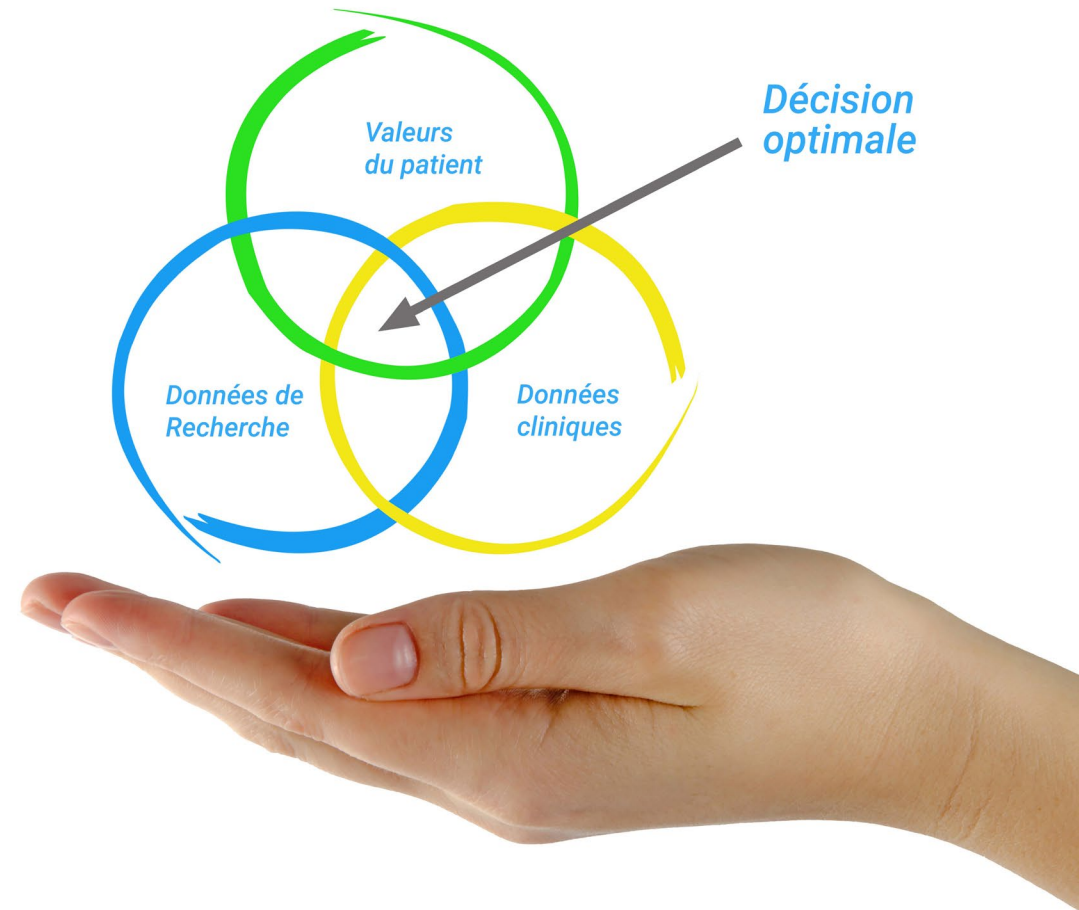 Décision
optimale
Valeurs
du patient
Données de
Recherche
Données
cliniques